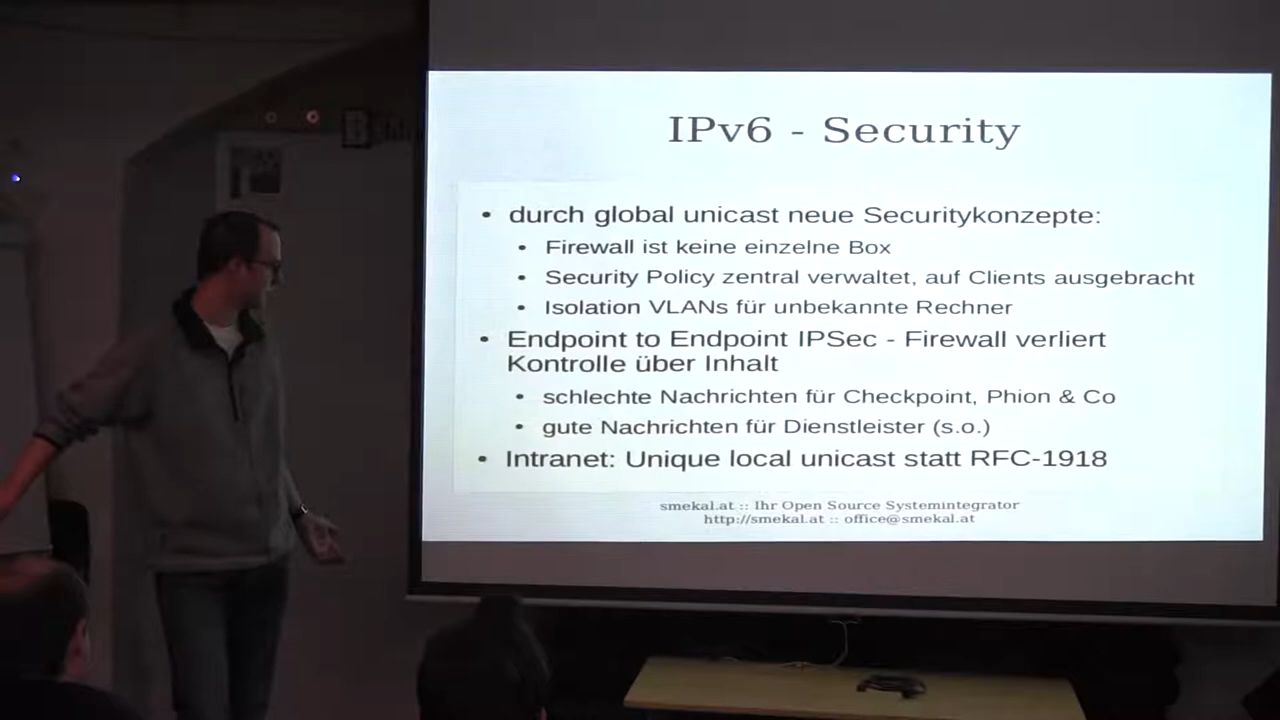 IPv6 - Security
• durch global unicast neue Securitykonzepte:
• Firewall ist keine einzelne Box
• Security Policy zentral verwaltet, auf Clients ausgebracht
• Isolation VLANs für unbekannte Rechner
• Endpoint to Endpoint IPSec - Firewall verliert
Kontrolle über Inhalt
• schlechte Nachrichten für Checkpoint, Phion & Co
• gute Nachrichten für Dienstleister (s.o.)
• Intranet: Unique local unicast statt RFC-1918
smekal.at :: Ihr Open Source Systemintegrator
http://smekal.at :: office@smekal.at